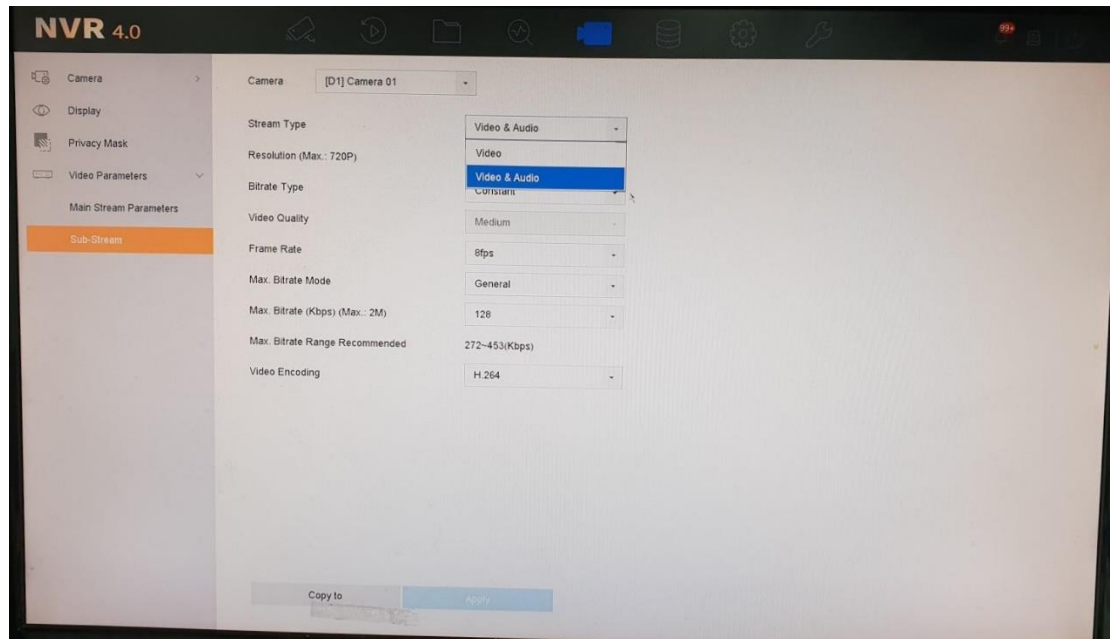 NVR 4.0
99+
Camera
Display
Privacy Mask
Video Parameters
Main Stream Parameters
Sub-Stream
Camera [D1] Camera 01
Stream Type Video & Audio
Video
Video & Audio
Resolution (Max.: 720P)
Bitrate Type Constant
Video Quality Medium
Frame Rate 8fps
Max. Bitrate Mode General
Max. Bitrate (Kbps) (Max.: 2M) 128
Max. Bitrate Range Recommended 272~453(Kbps)
Video Encoding H.264
Copy to Apply